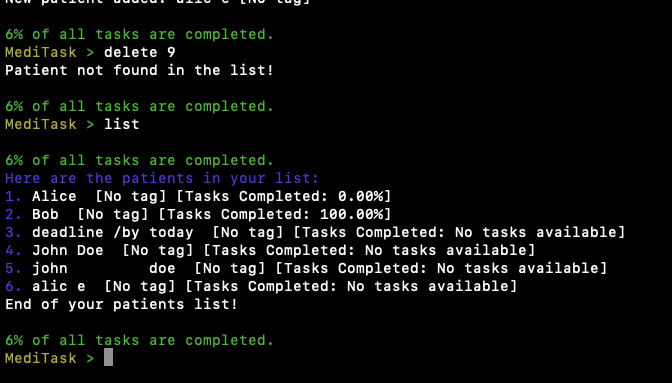 New patient added: alic e [No tag]

6% of all tasks are completed.
MediTask > delete 9
Patient not found in the list!

6% of all tasks are completed.
MediTask > list

6% of all tasks are completed.
Here are the patients in your list:
1. Alice  [No tag] [Tasks Completed: 0.00%]
2. Bob  [No tag] [Tasks Completed: 100.00%]
3. deadline /by today  [No tag] [Tasks Completed: No tasks available]
4. John Doe  [No tag] [Tasks Completed: No tasks available]
5. john         doe  [No tag] [Tasks Completed: No tasks available]
6. alic e  [No tag] [Tasks Completed: No tasks available]
End of your patients list!

6% of all tasks are completed.
MediTask >